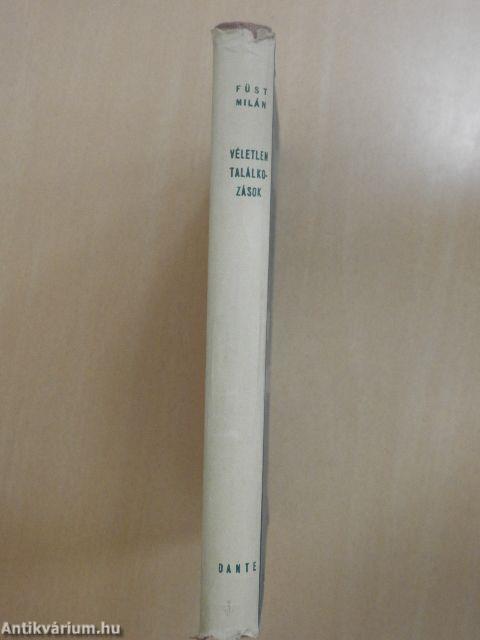 FÜST
MILÁN
VÉLETLEN
TALÁLKO-
ZÁSOK
DANTE
Antikvárium.hu